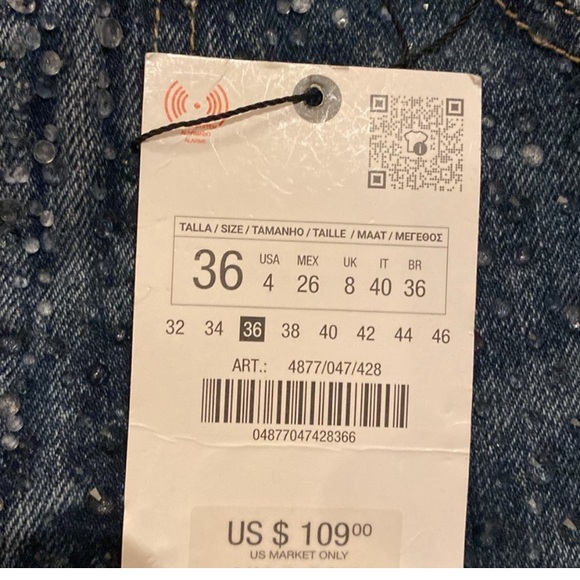 ALARMS
TALLA / SIZE / TAMANHO / TAILLE / MAAT / ΜΕΓΕΘΟΣ
36 USA MEX UK IT BR
4 26 8 40 36
32 34 36 38 40 42 44 46
ART.: 4877/047/428
04877047428366
US $ 109⁰⁰
US MARKET ONLY